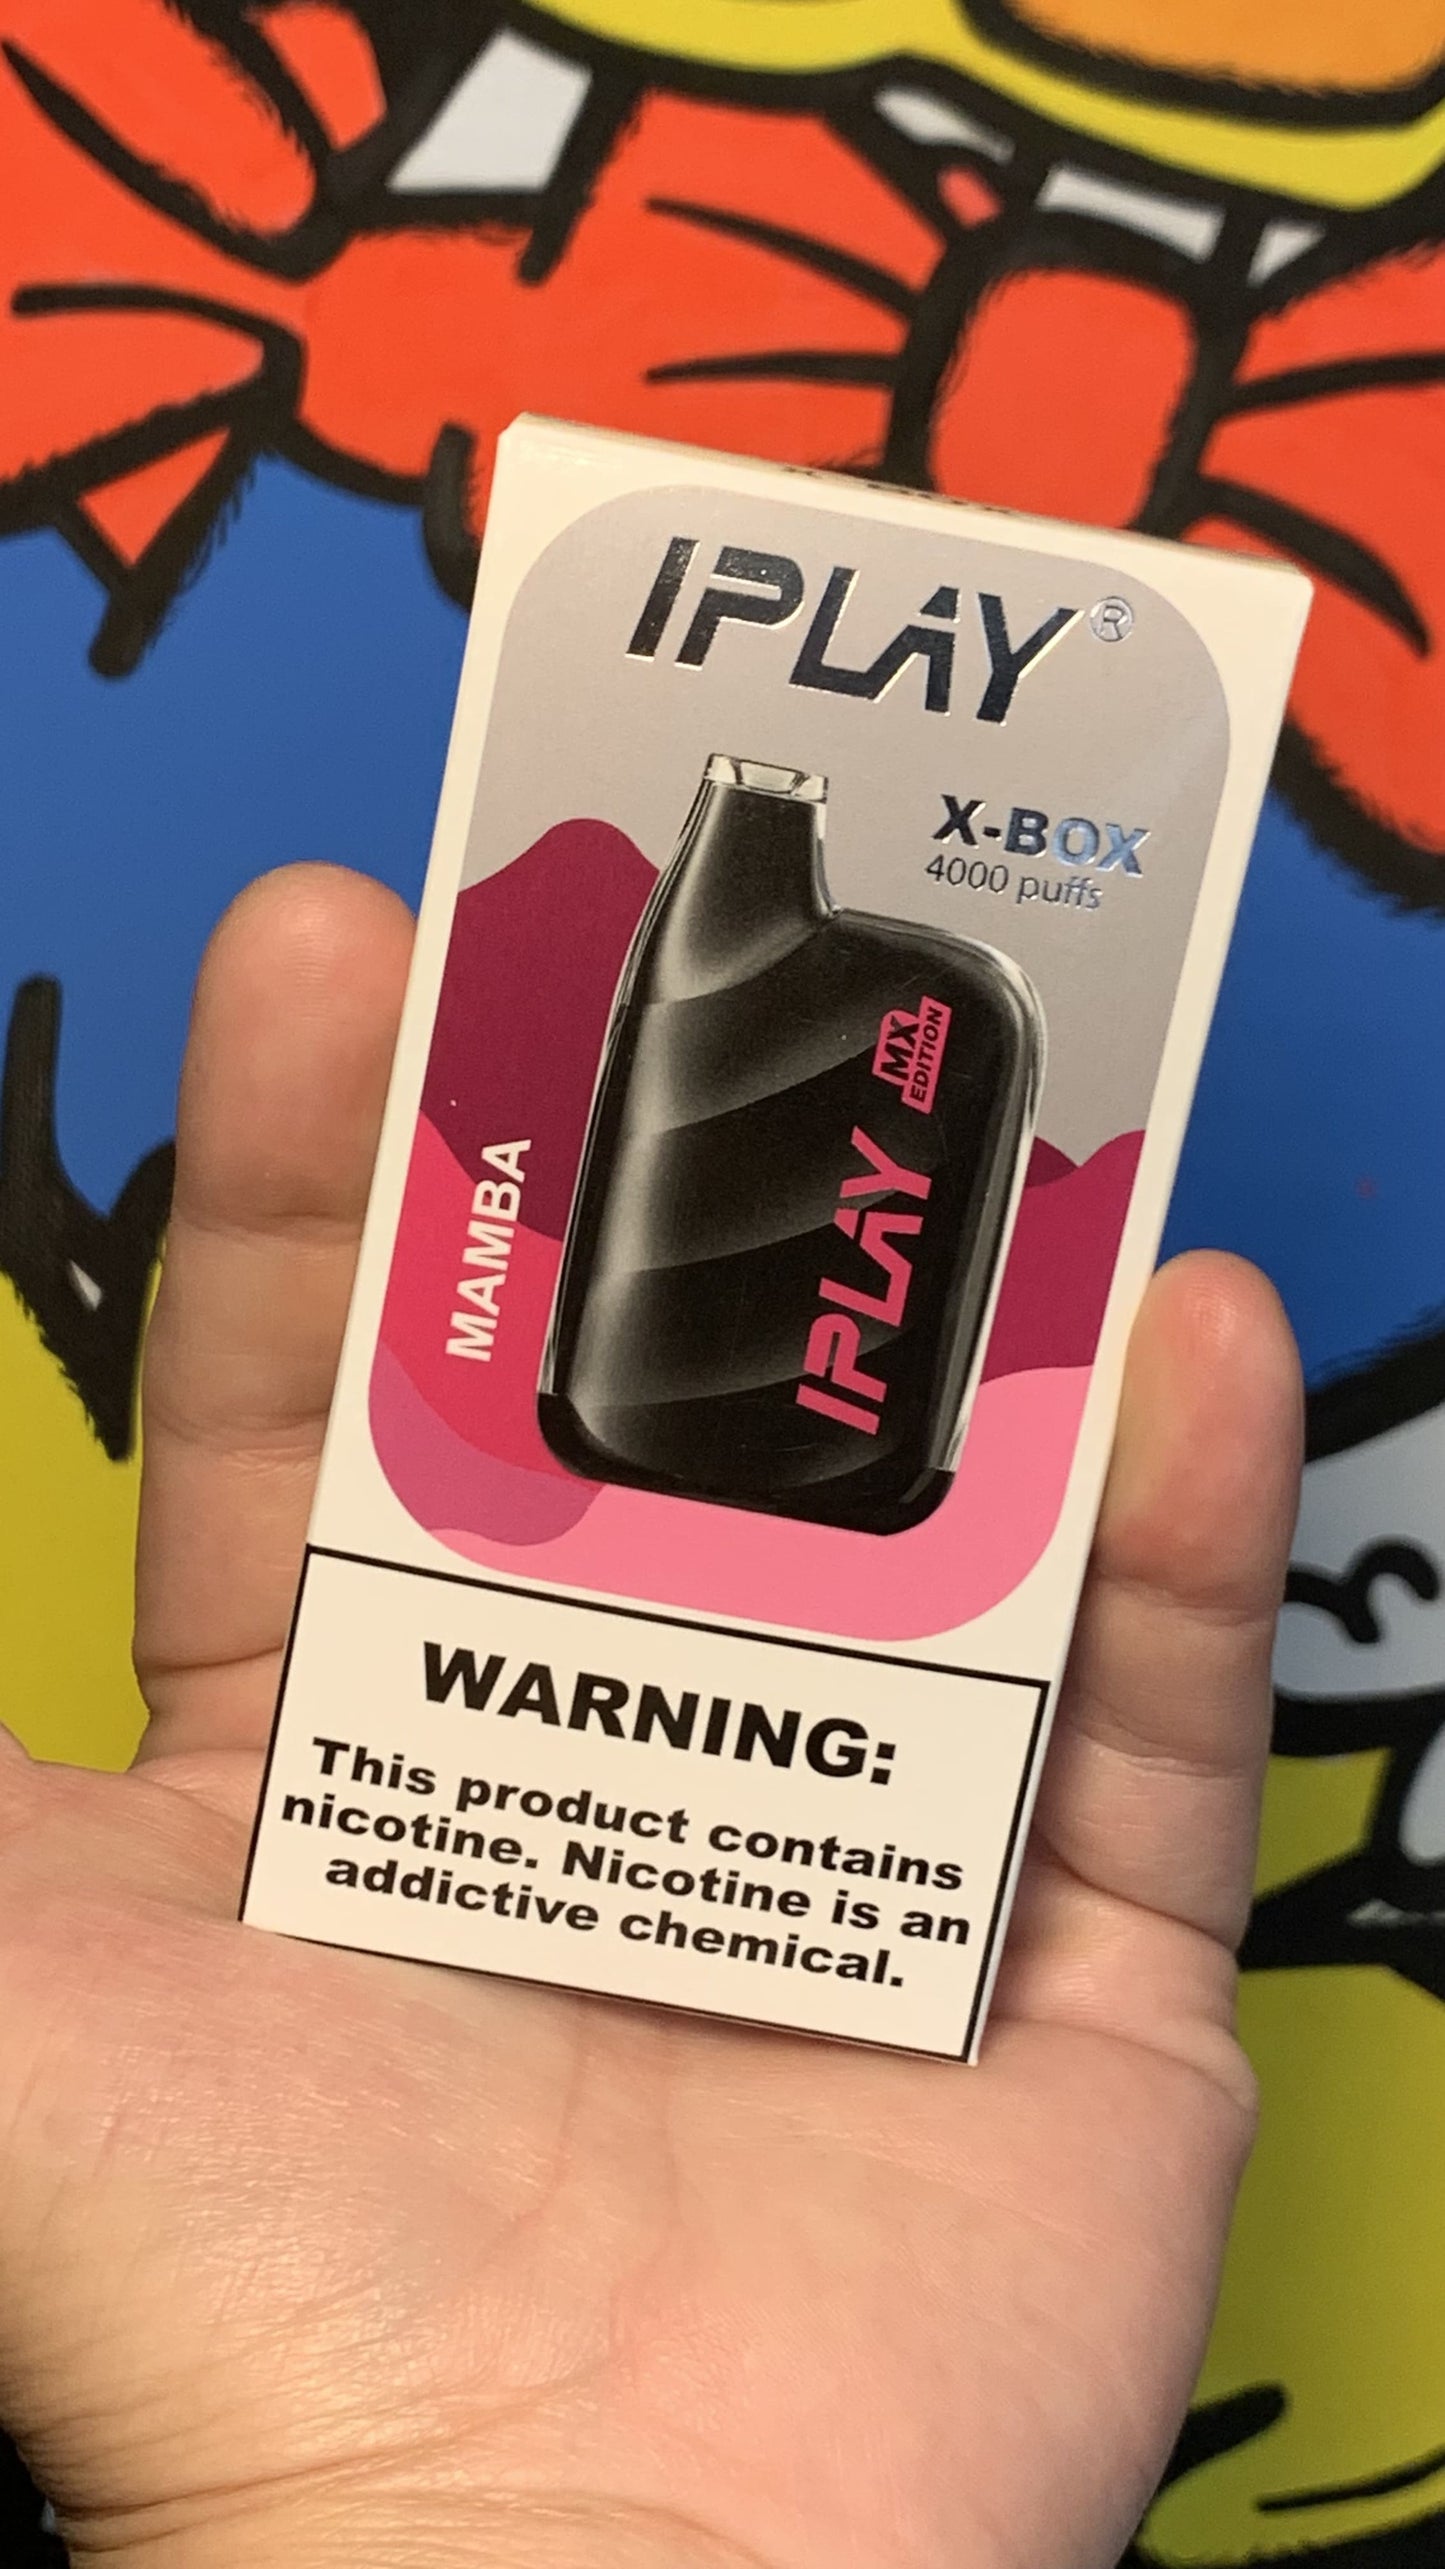 IPLAY®
X-BOX
4000 puffs
MX
EDITION
IPLAY
MAMBA
WARNING:
This product contains
nicotine. Nicotine is an
addictive chemical.